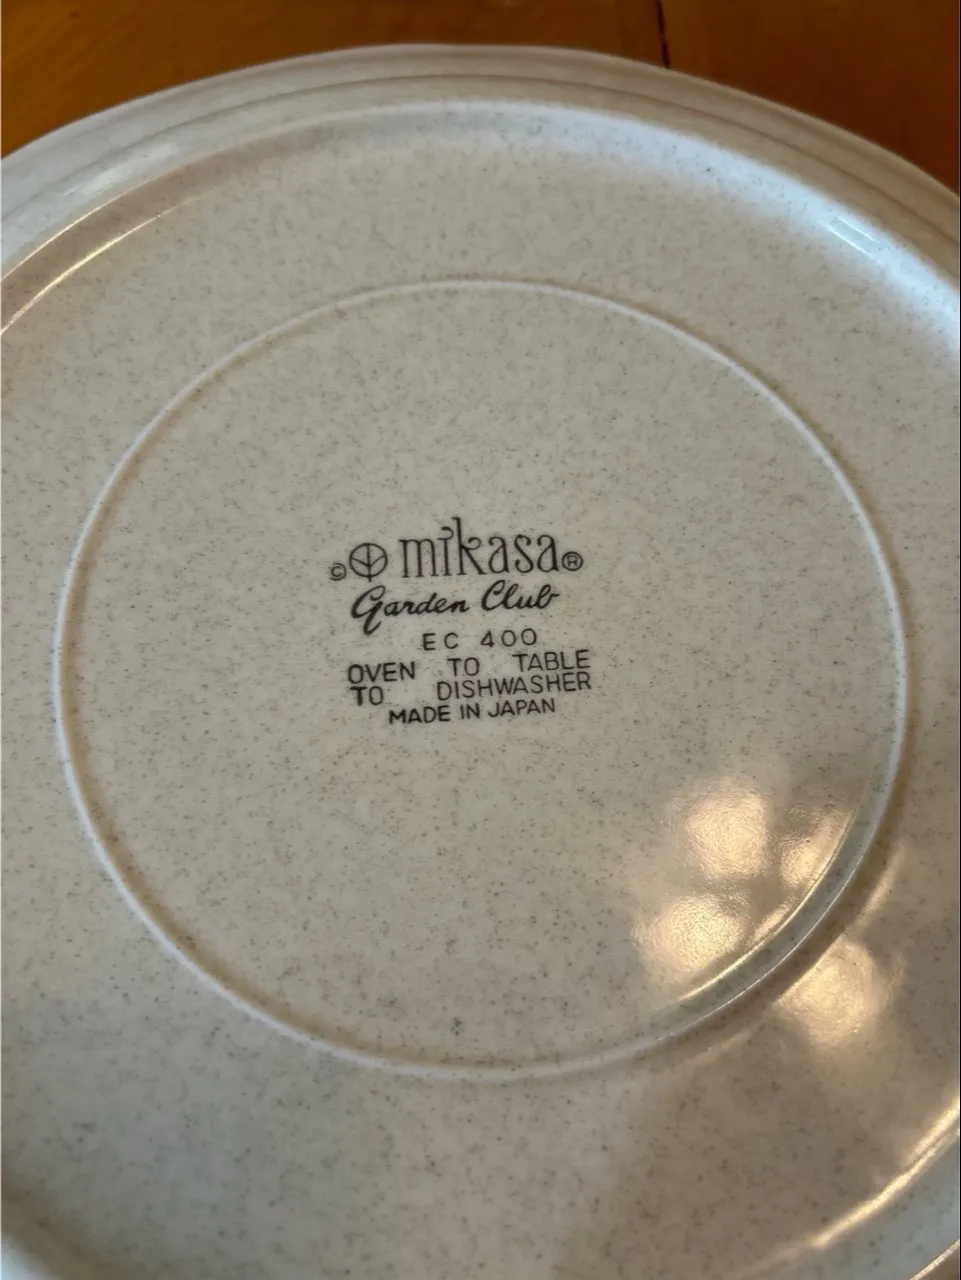 © mikasa®
Garden Club
EC 400
OVEN TO TABLE
TO DISHWASHER
MADE IN JAPAN